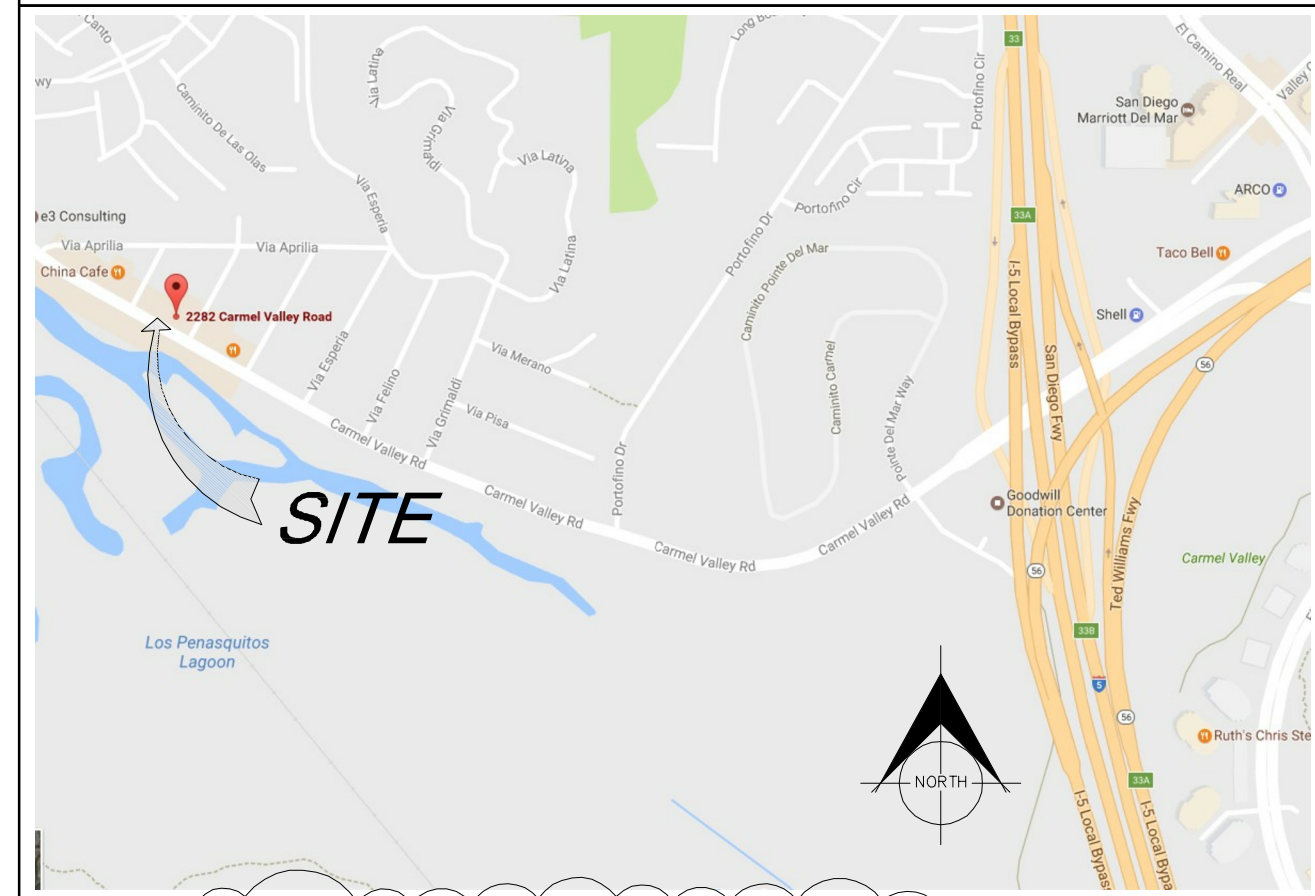 Canto
wy
Caminito De Las Olas
Via Latina
Via Grimaldi
Via Latina
Via Latina
Via Esperia
Portofino Cir
Portofino Cir
Portofino Dr
33
El Camino Real
Valley
San Diego
Marriott Del Mar
ARCO
33A
e3 Consulting
Via Aprilia
Via Aprilia
China Cafe
2282 Carmel Valley Road
Caminito Pointe Del Mar
Taco Bell
Shell
I-5 Local Bypass
San Diego Fwy
56
Via Esperia
Via Felino
Via Grimaldi
Via Merano
Via Pisa
Caminito Carmel
Pointe Del Mar Way
Carmel Valley Rd
Carmel Valley Rd
Portofino Dr
Carmel Valley Rd
Carmel Valley Rd
SITE
Goodwill
Donation Center
Ted Williams Fwy
Carmel Valley
56
33B
5
56
Los Penasquitos
Lagoon
NORTH
Ruth's Chris Ste
33A
I-5 Local Bypass
I-5 Local Bypa